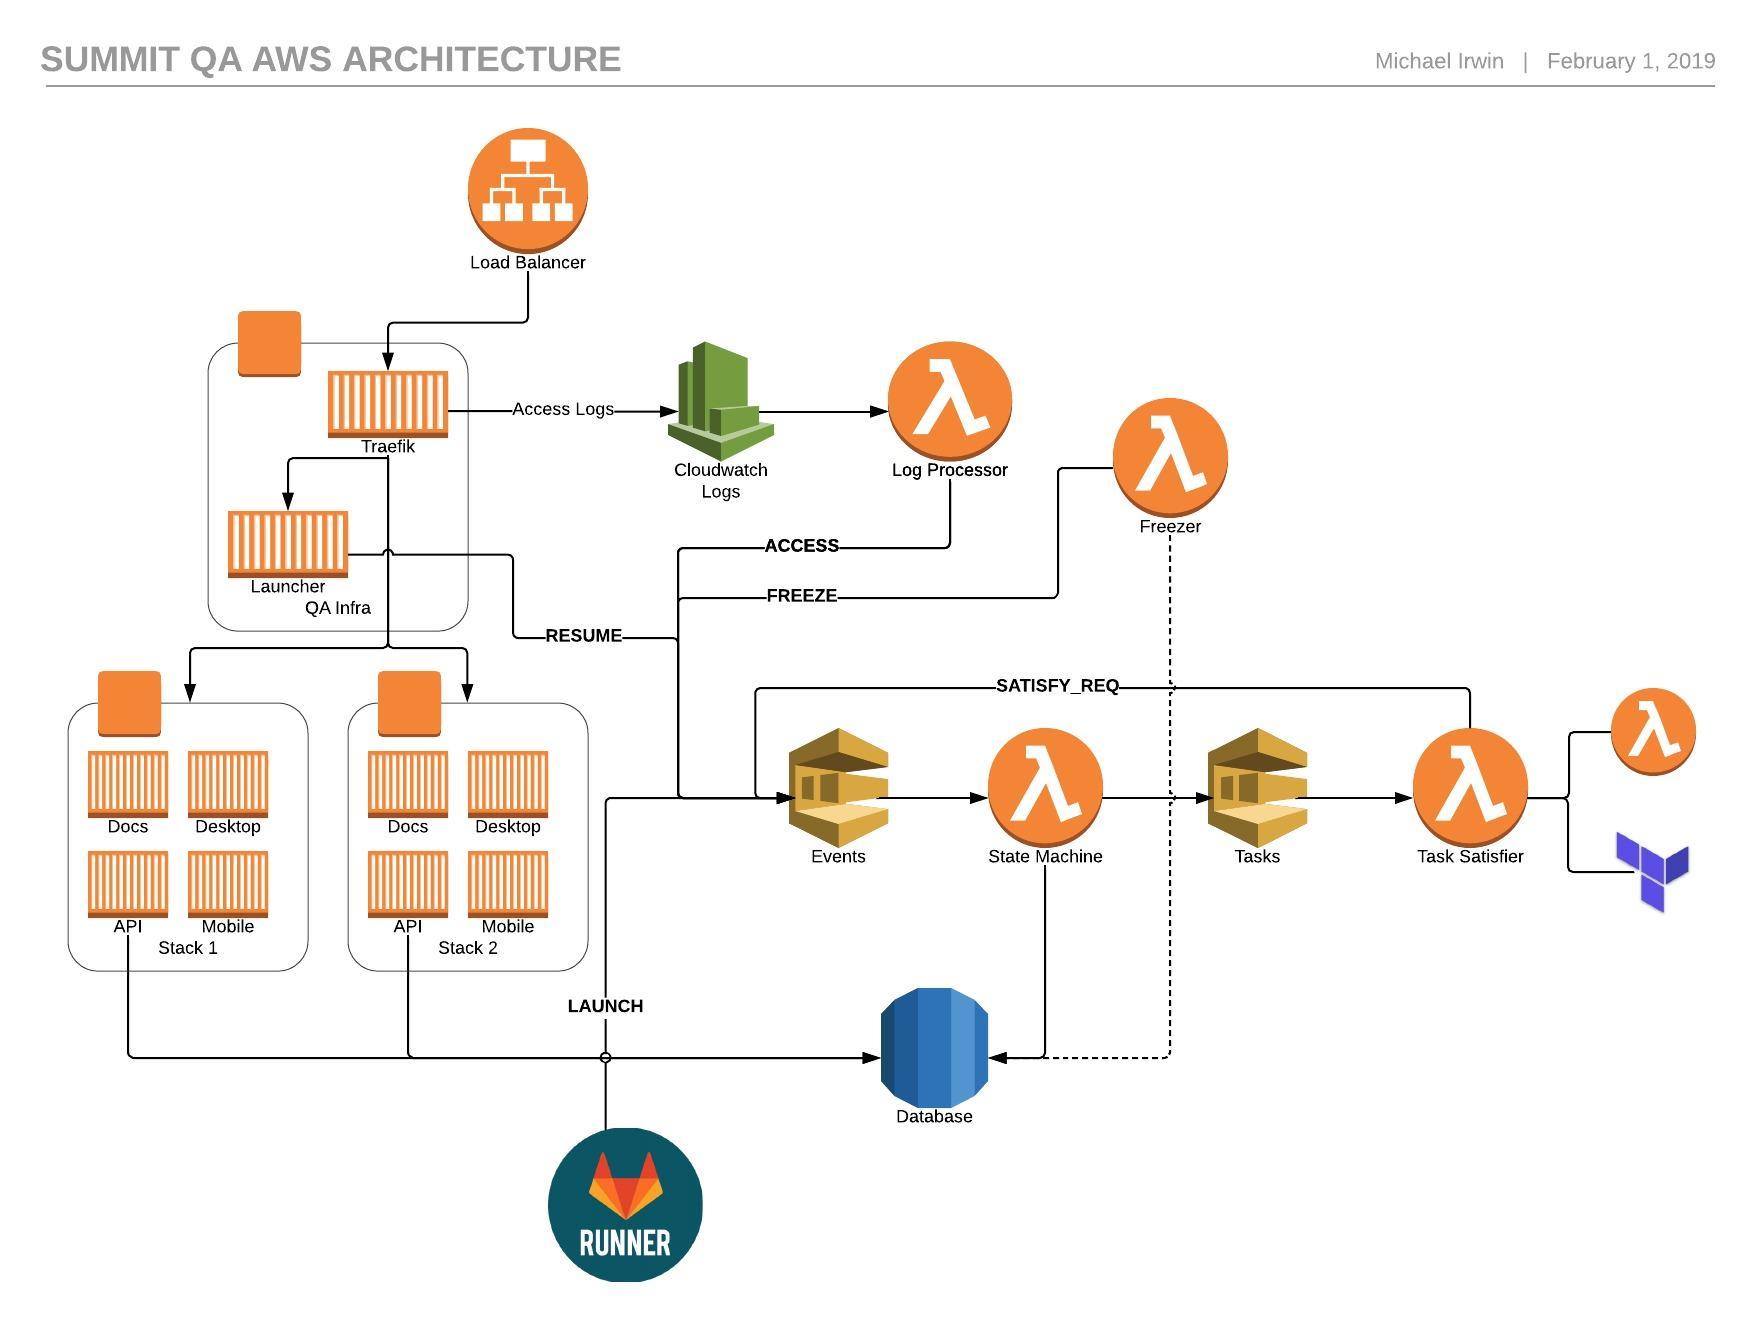 SUMMIT QA AWS ARCHITECTURE
Michael Irwin | February 1, 2019
Load Balancer
Traefik
Access Logs
Cloudwatch
Logs
Log Processor
Freezer
Launcher
QA Infra
ACCESS
FREEZE
RESUME
SATISFY_REQ
Docs
Desktop
API
Mobile
Stack 1
Docs
Desktop
API
Mobile
Stack 2
Events
State Machine
Tasks
Task Satisfier
LAUNCH
Database
RUNNER